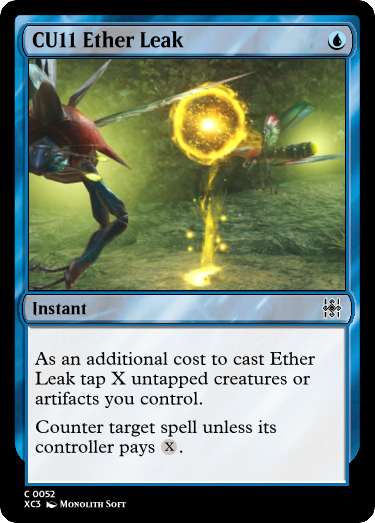 CU11 Ether Leak
Instant
As an additional cost to cast Ether
Leak tap X untapped creatures or
artifacts you control.
Counter target spell unless its
controller pays X.
C 0052
XC3 Monolith Soft